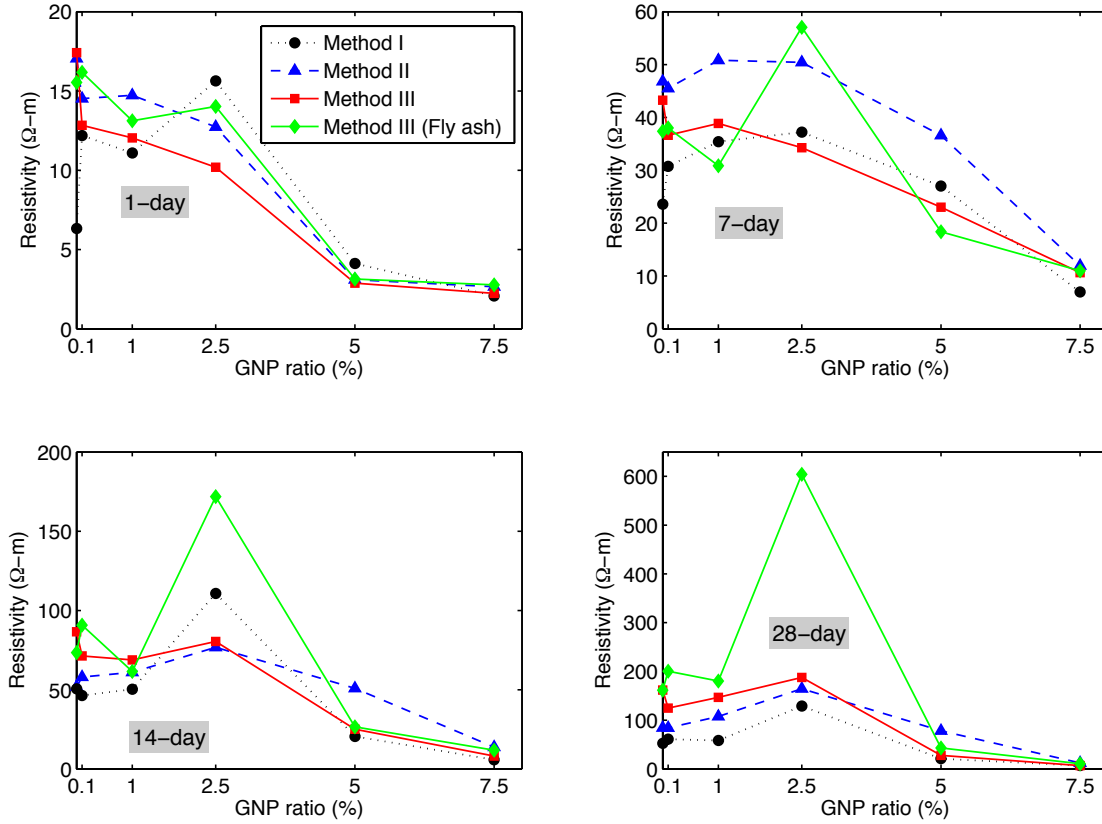 20
15
10
5
0
Resistivity (Ω−m)
0.1 1 2.5 5 7.5
GNP ratio (%)
1−day
Method I
Method II
Method III
Method III (Fly ash)
60
50
40
30
20
10
0
Resistivity (Ω−m)
0.1 1 2.5 5 7.5
GNP ratio (%)
7−day
200
150
100
50
0
Resistivity (Ω−m)
0.1 1 2.5 5 7.5
GNP ratio (%)
14−day
600
500
400
300
200
100
0
Resistivity (Ω−m)
0.1 1 2.5 5 7.5
GNP ratio (%)
28−day